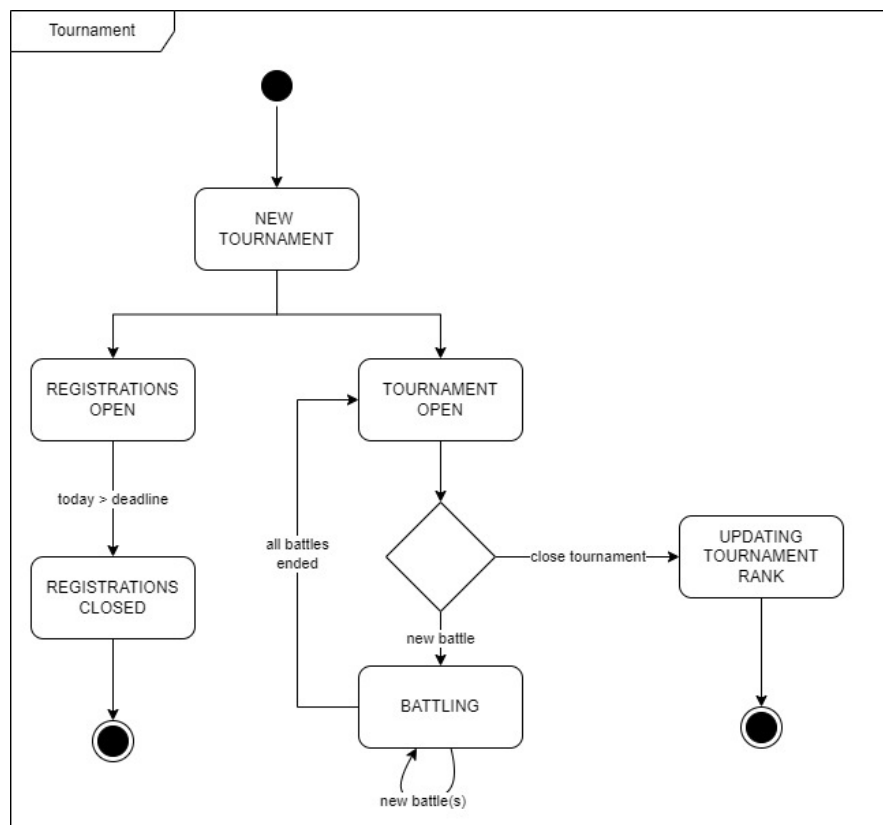 Tournament
NEW
TOURNAMENT
REGISTRATIONS
OPEN
TOURNAMENT
OPEN
today > deadline
all battles
ended
close tournament
UPDATING
TOURNAMENT
RANK
REGISTRATIONS
CLOSED
new battle
BATTLING
new battle(s)